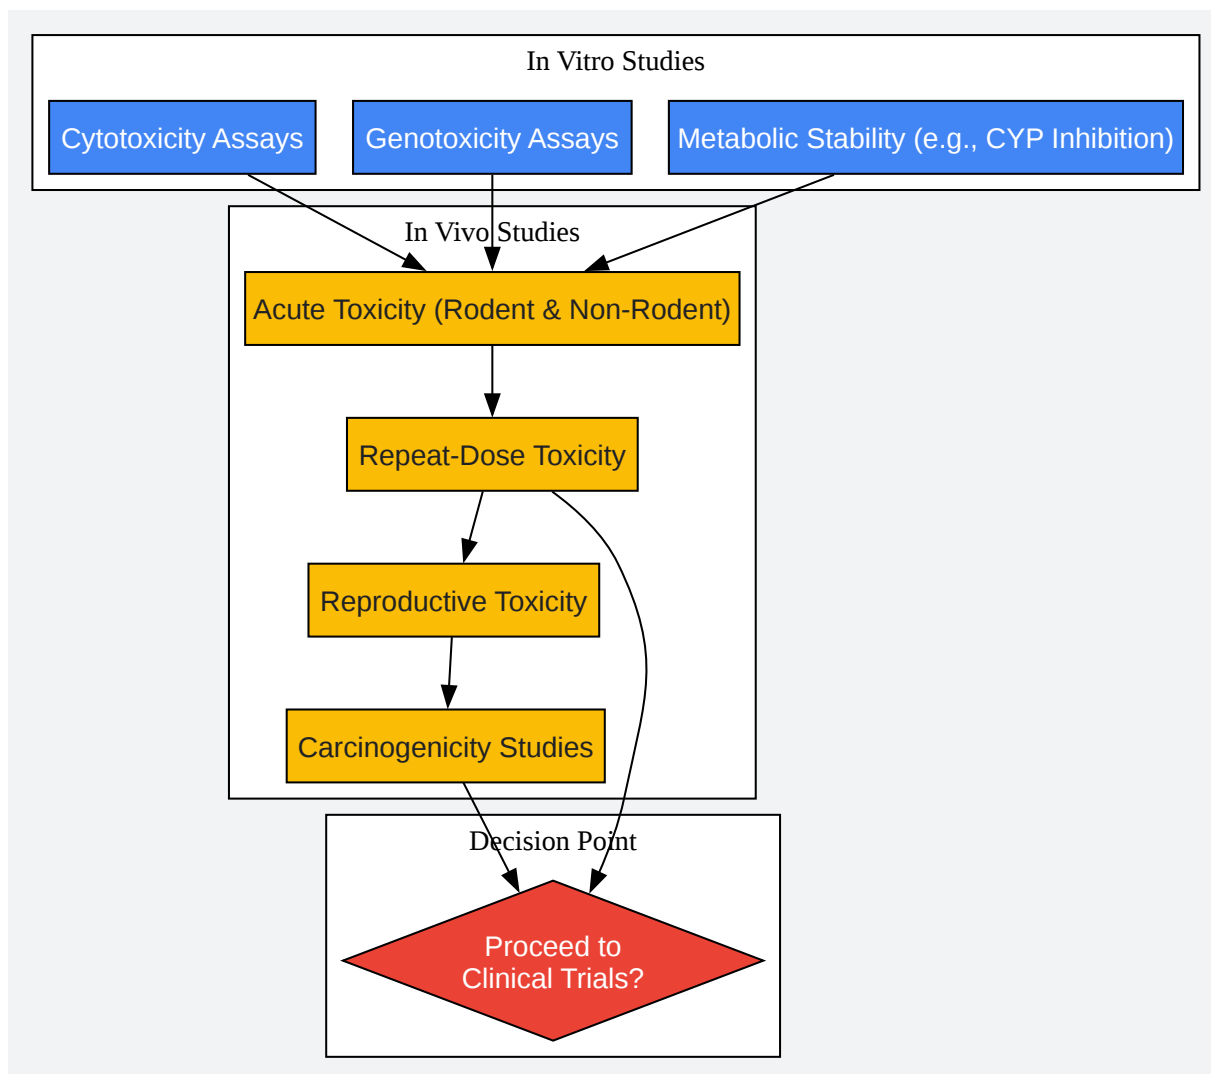 In Vitro Studies
Cytotoxicity Assays
Genotoxicity Assays
Metabolic Stability (e.g., CYP Inhibition)
In Vivo Studies
Acute Toxicity (Rodent & Non-Rodent)
Repeat-Dose Toxicity
Reproductive Toxicity
Carcinogenicity Studies
Decision Point
Proceed to
Clinical Trials?